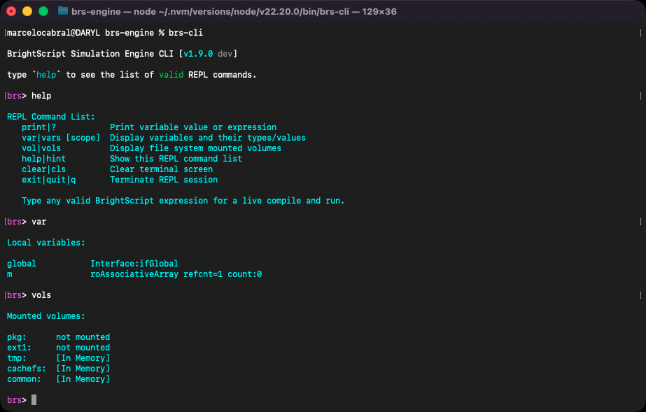 brs-engine — node ~/.nvm/versions/node/v22.20.0/bin/brs-cli — 129×36
marcelocabral@DARYL brs-engine % brs-cli
BrightScript Simulation Engine CLI [v1.9.0 dev]
type `help` to see the list of valid REPL commands.
brs> help
REPL Command List:
print|? Print variable value or expression
var|vars [scope] Display variables and their types/values
vol|vols Display file system mounted volumes
help|hint Show this REPL command list
clear|cls Clear terminal screen
exit|quit|q Terminate REPL session
Type any valid BrightScript expression for a live compile and run.
brs> var
Local variables:
global Interface:ifGlobal
m roAssociativeArray refcnt=1 count:0
brs> vols
Mounted volumes:
pkg: not mounted
ext1: not mounted
tmp: [In Memory]
cachefs: [In Memory]
common: [In Memory]
brs>